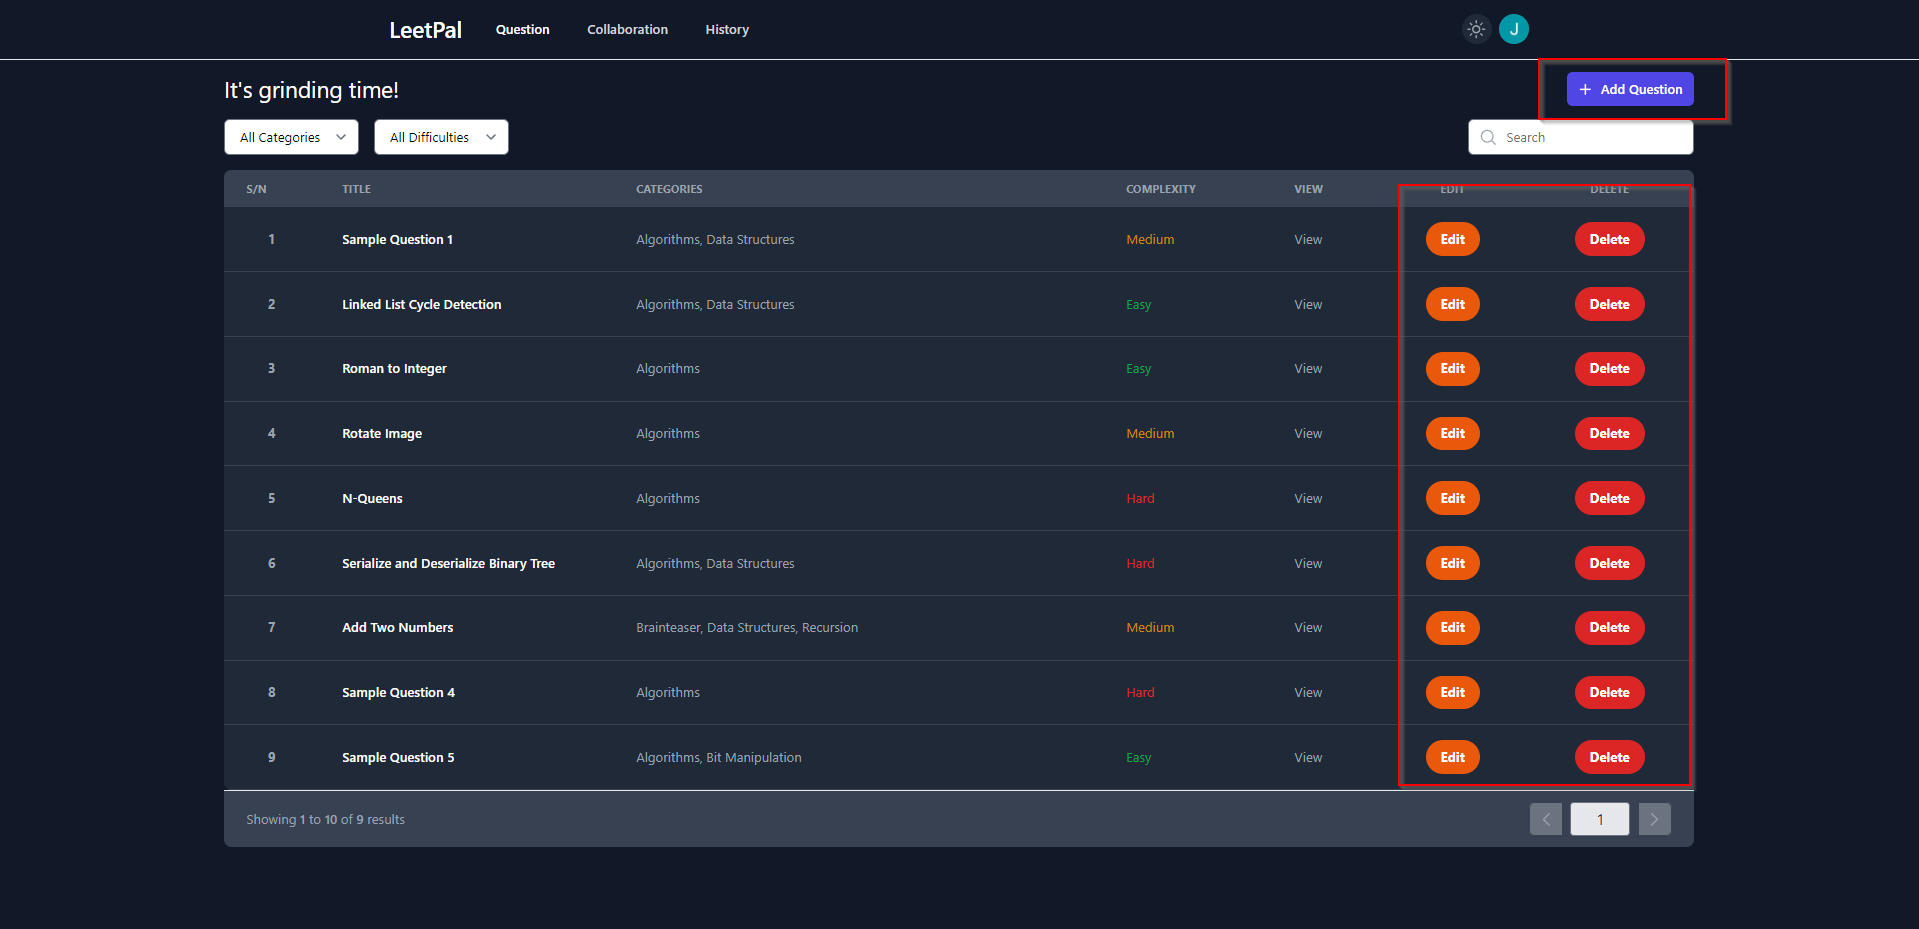 LeetPal Question Collaboration History J
It's grinding time! + Add Question
All Categories All Difficulties Search
S/N TITLE CATEGORIES COMPLEXITY VIEW EDIT DELETE
1 Sample Question 1 Algorithms, Data Structures Medium View Edit Delete
2 Linked List Cycle Detection Algorithms, Data Structures Easy View Edit Delete
3 Roman to Integer Algorithms Easy View Edit Delete
4 Rotate Image Algorithms Medium View Edit Delete
5 N-Queens Algorithms Hard View Edit Delete
6 Serialize and Deserialize Binary Tree Algorithms, Data Structures Hard View Edit Delete
7 Add Two Numbers Brainteaser, Data Structures, Recursion Medium View Edit Delete
8 Sample Question 4 Algorithms Hard View Edit Delete
9 Sample Question 5 Algorithms, Bit Manipulation Easy View Edit Delete
Showing 1 to 10 of 9 results 1